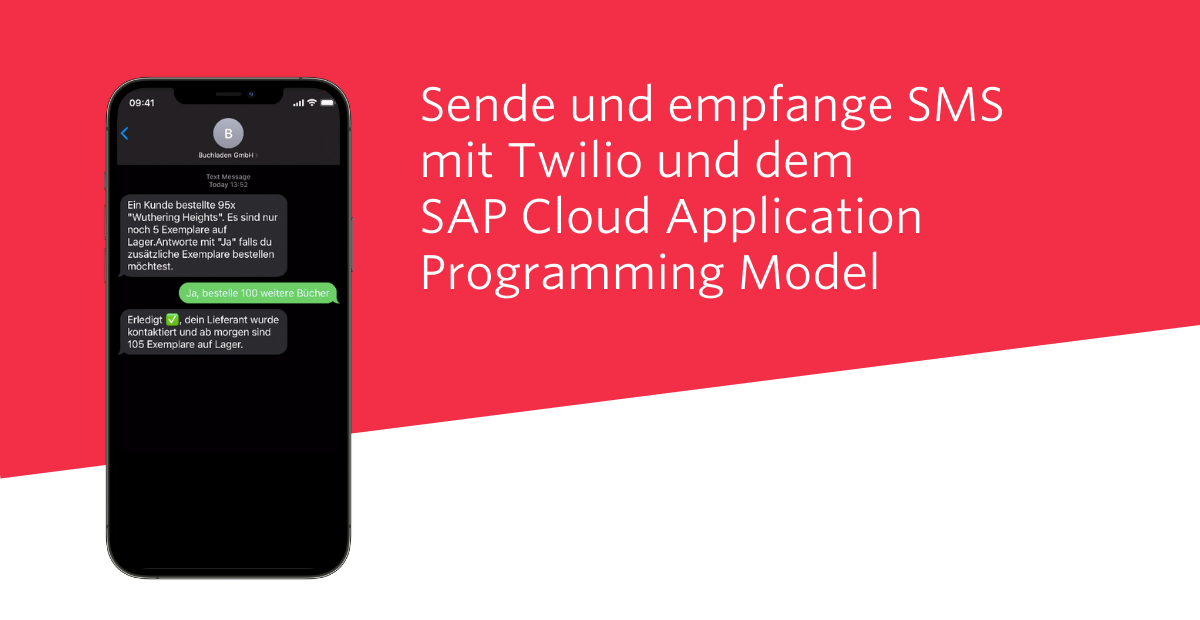 09:41
B
Buchladen GmbH
Text Message
Today 13:52
Ein Kunde bestellte 95x
"Wuthering Heights". Es sind nur
noch 5 Exemplare auf
Lager.Antworte mit "Ja" falls du
zusätzliche Exemplare bestellen
möchtest.
Ja, bestelle 100 weitere Bücher
Erledigt ✅, dein Lieferant wurde
kontaktiert und ab morgen sind
105 Exemplare auf Lager.
Sende und empfange SMS
mit Twilio und dem
SAP Cloud Application
Programming Model